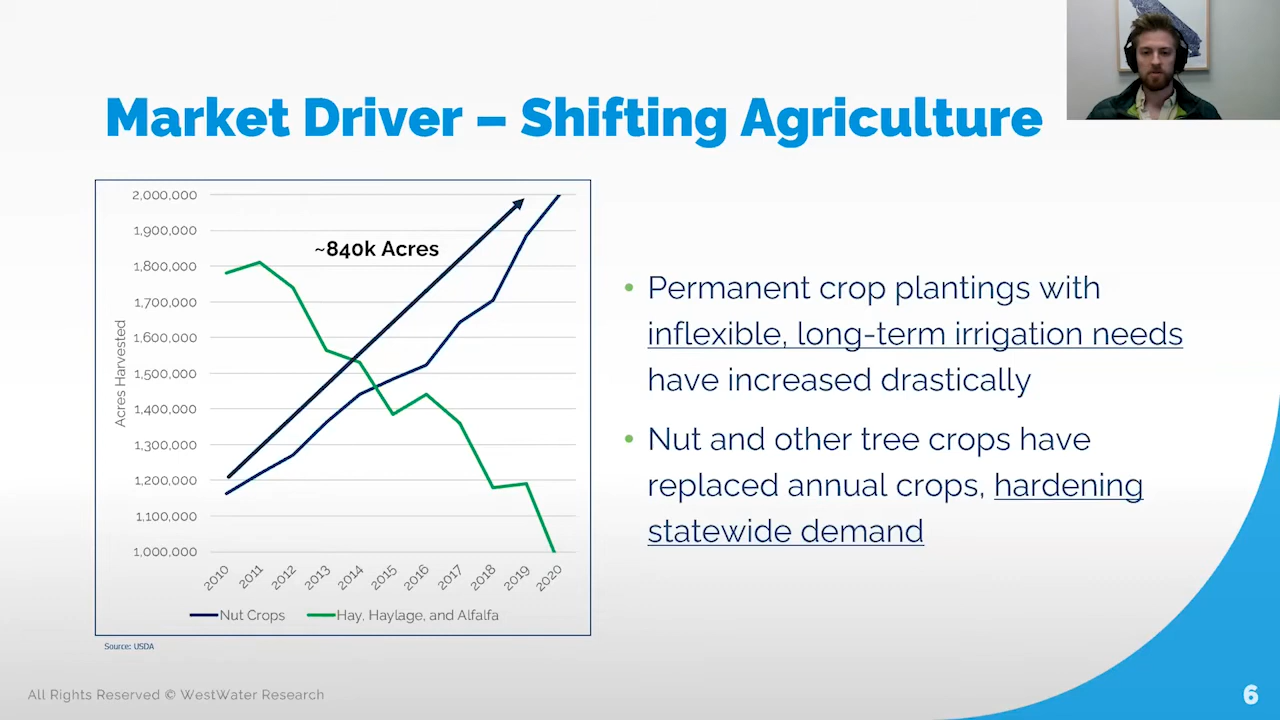 Market Driver – Shifting Agriculture
2,000,000
1,900,000
1,800,000
1,700,000
1,600,000
1,500,000
1,400,000
1,300,000
1,200,000
1,100,000
1,000,000
Acres Harvested
~840k Acres
2010
2011
2012
2013
2014
2015
2016
2017
2018
2019
2020
Nut Crops
Hay, Haylage, and Alfalfa
Source: USDA
• Permanent crop plantings with
inflexible, long-term irrigation needs
have increased drastically
• Nut and other tree crops have
replaced annual crops, hardening
statewide demand
All Rights Reserved © WestWater Research
6